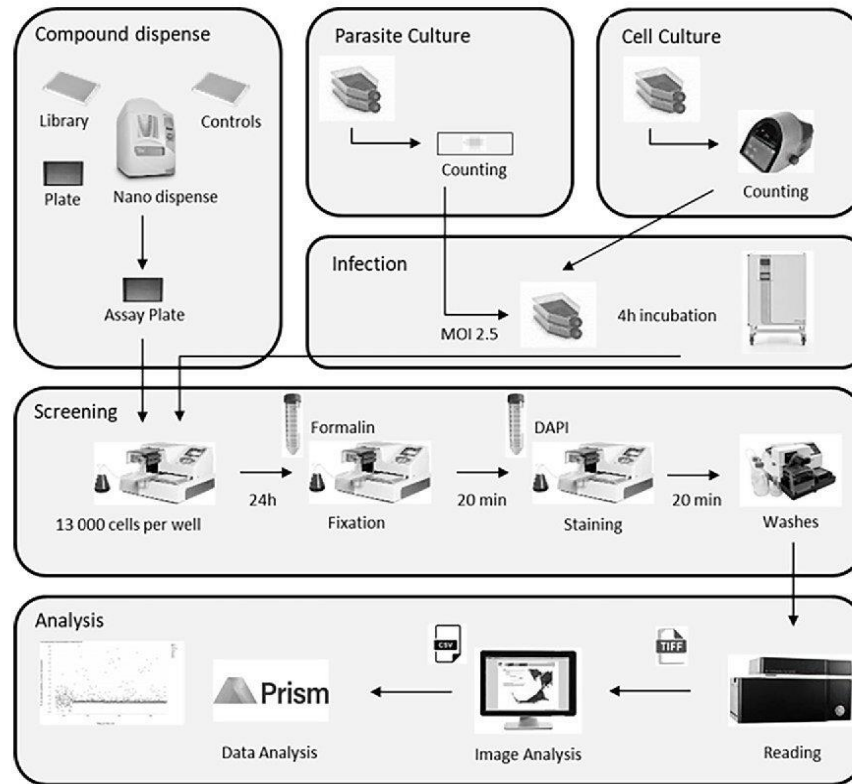 Compound dispense
Library
Controls
Plate
Nano dispense
Assay Plate
Parasite Culture
Counting
Cell Culture
Counting
Infection
MOI 2.5
4h incubation
Screening
Formalin
DAPI
13 000 cells per well
24h
Fixation
20 min
Staining
20 min
Washes
Analysis
CSV
TIFF
Prism
Data Analysis
Image Analysis
Reading